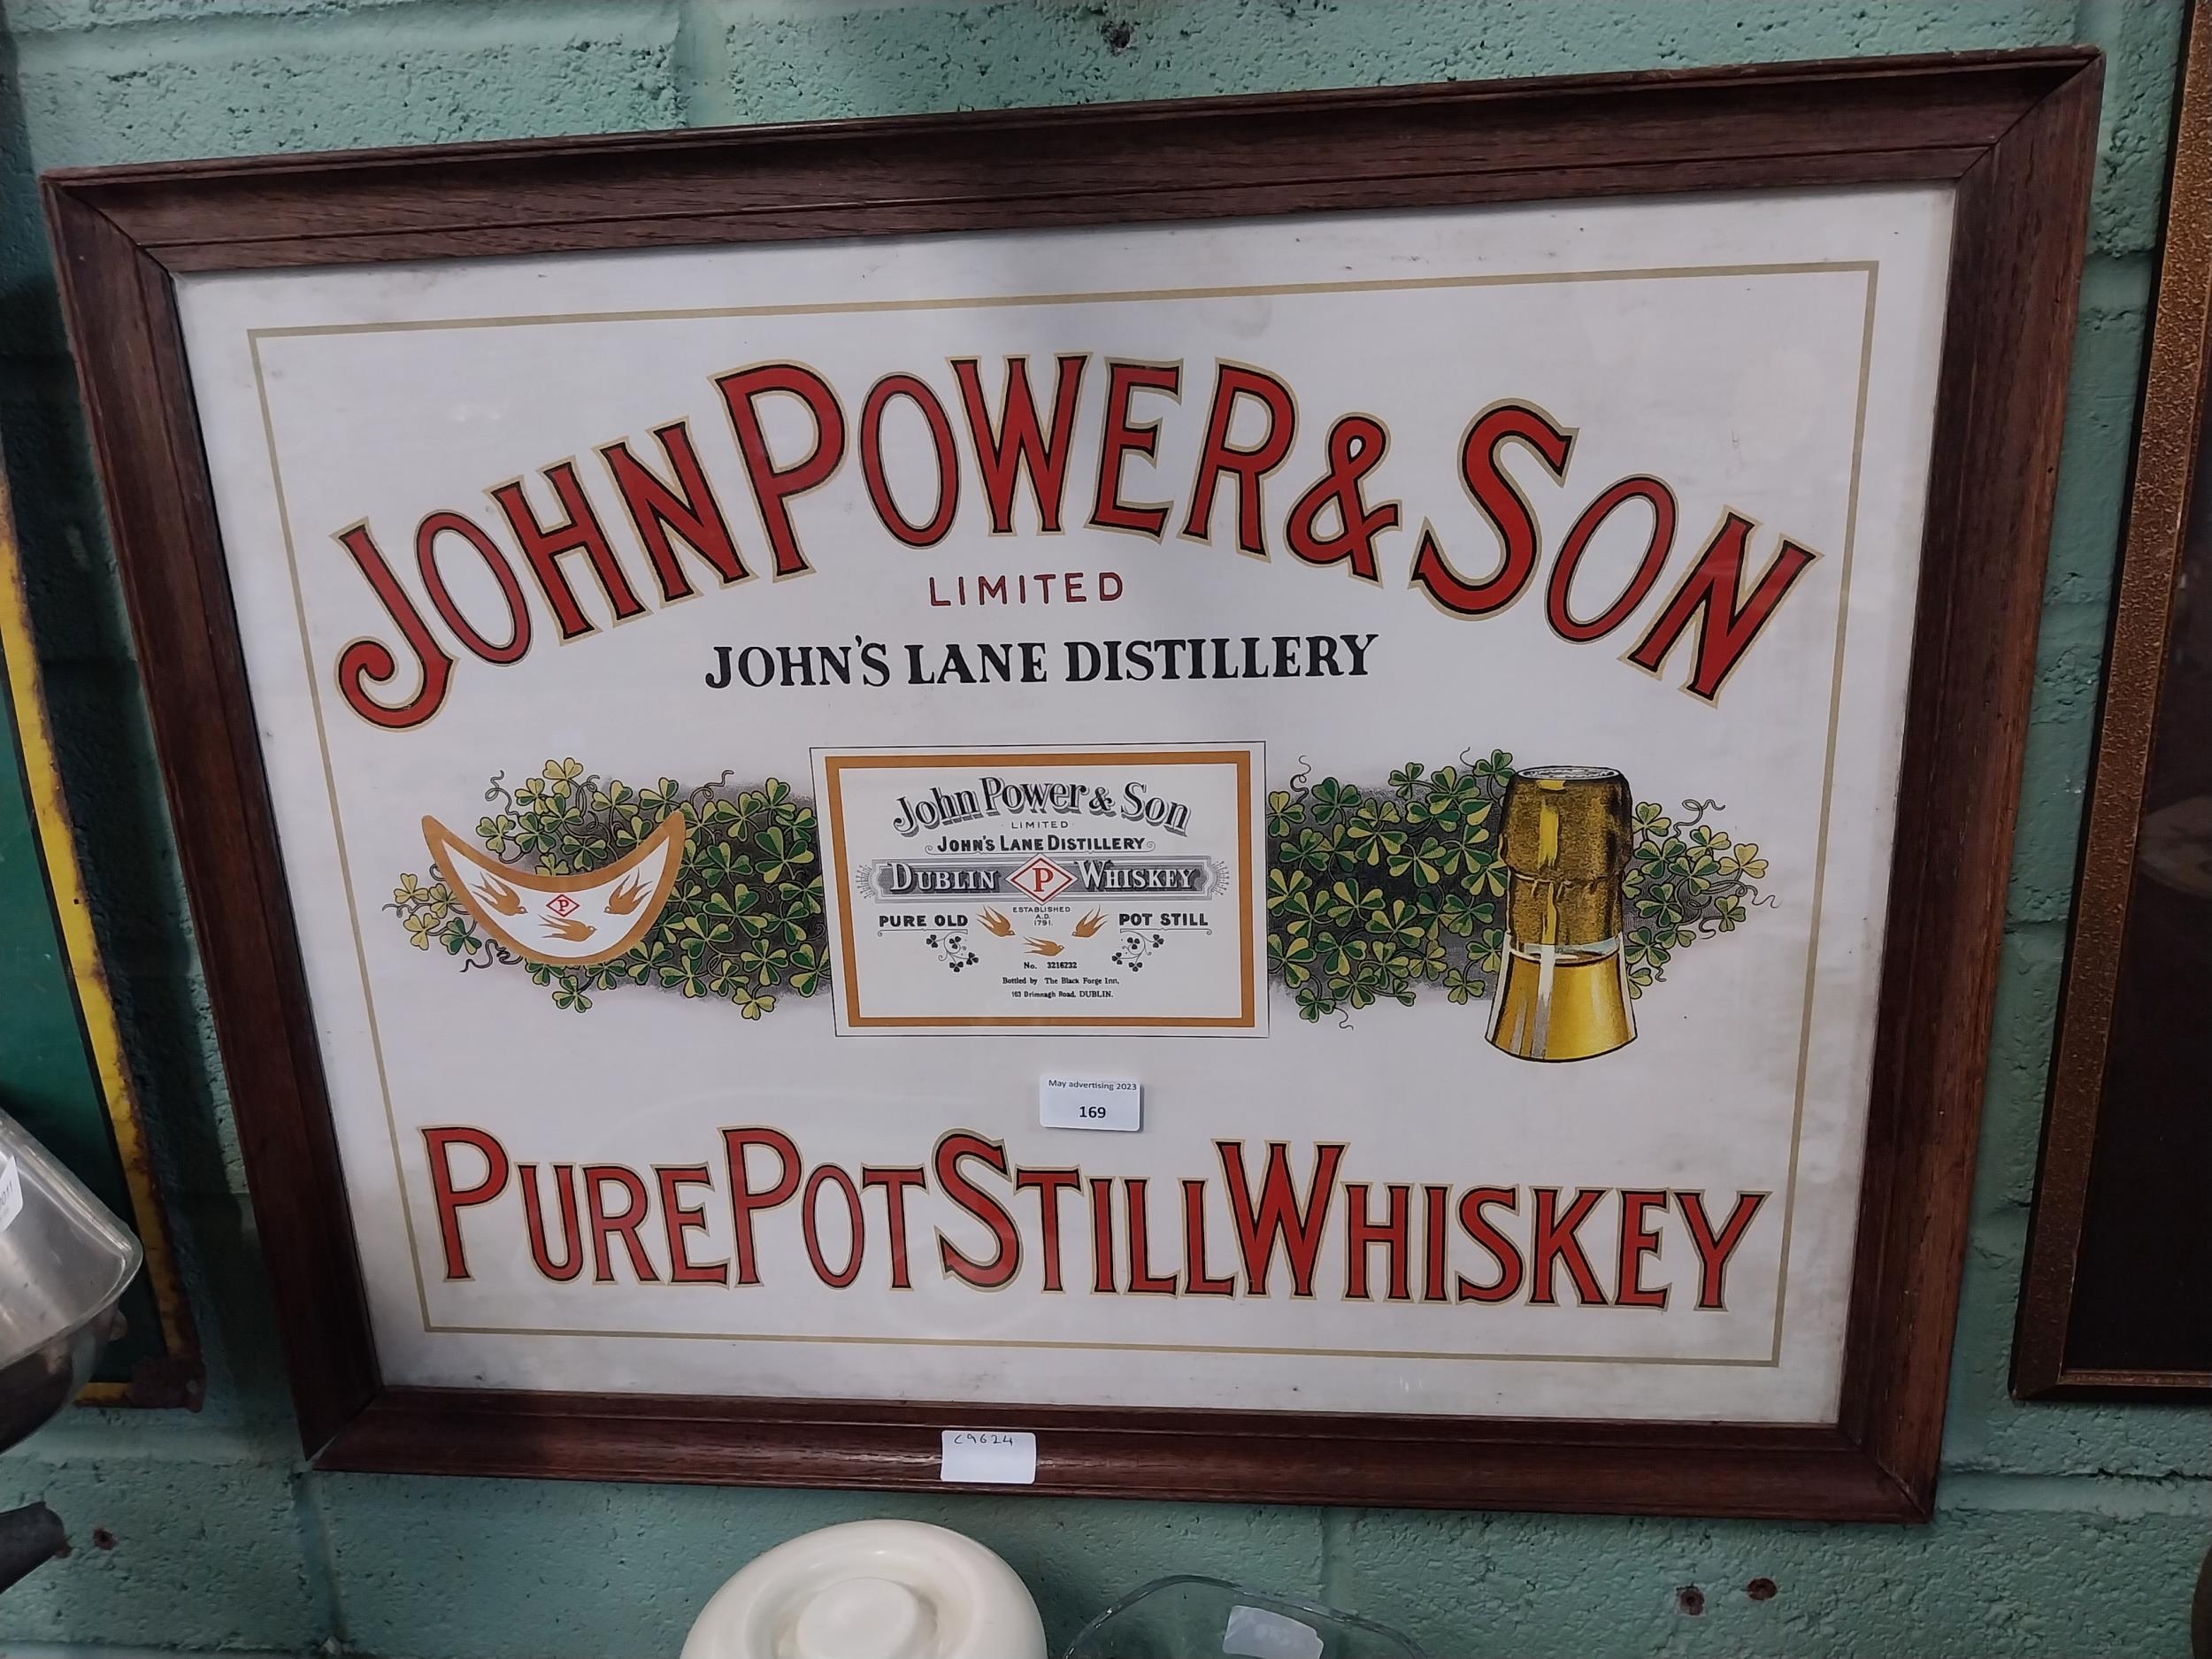 JOHN POWER & SON
LIMITED
JOHN'S LANE DISTILLERY
P
John Power & Son
LIMITED
JOHN'S LANE DISTILLERY
DUBLIN P WHISKEY
ESTABLISHED
A.D.
1791.
PURE OLD POT STILL
No. 3216232
Bottled by The Black Forge Inn,
163 Drimnagh Road, DUBLIN.
May advertising 2023
169
PURE POT STILL WHISKEY
C9624